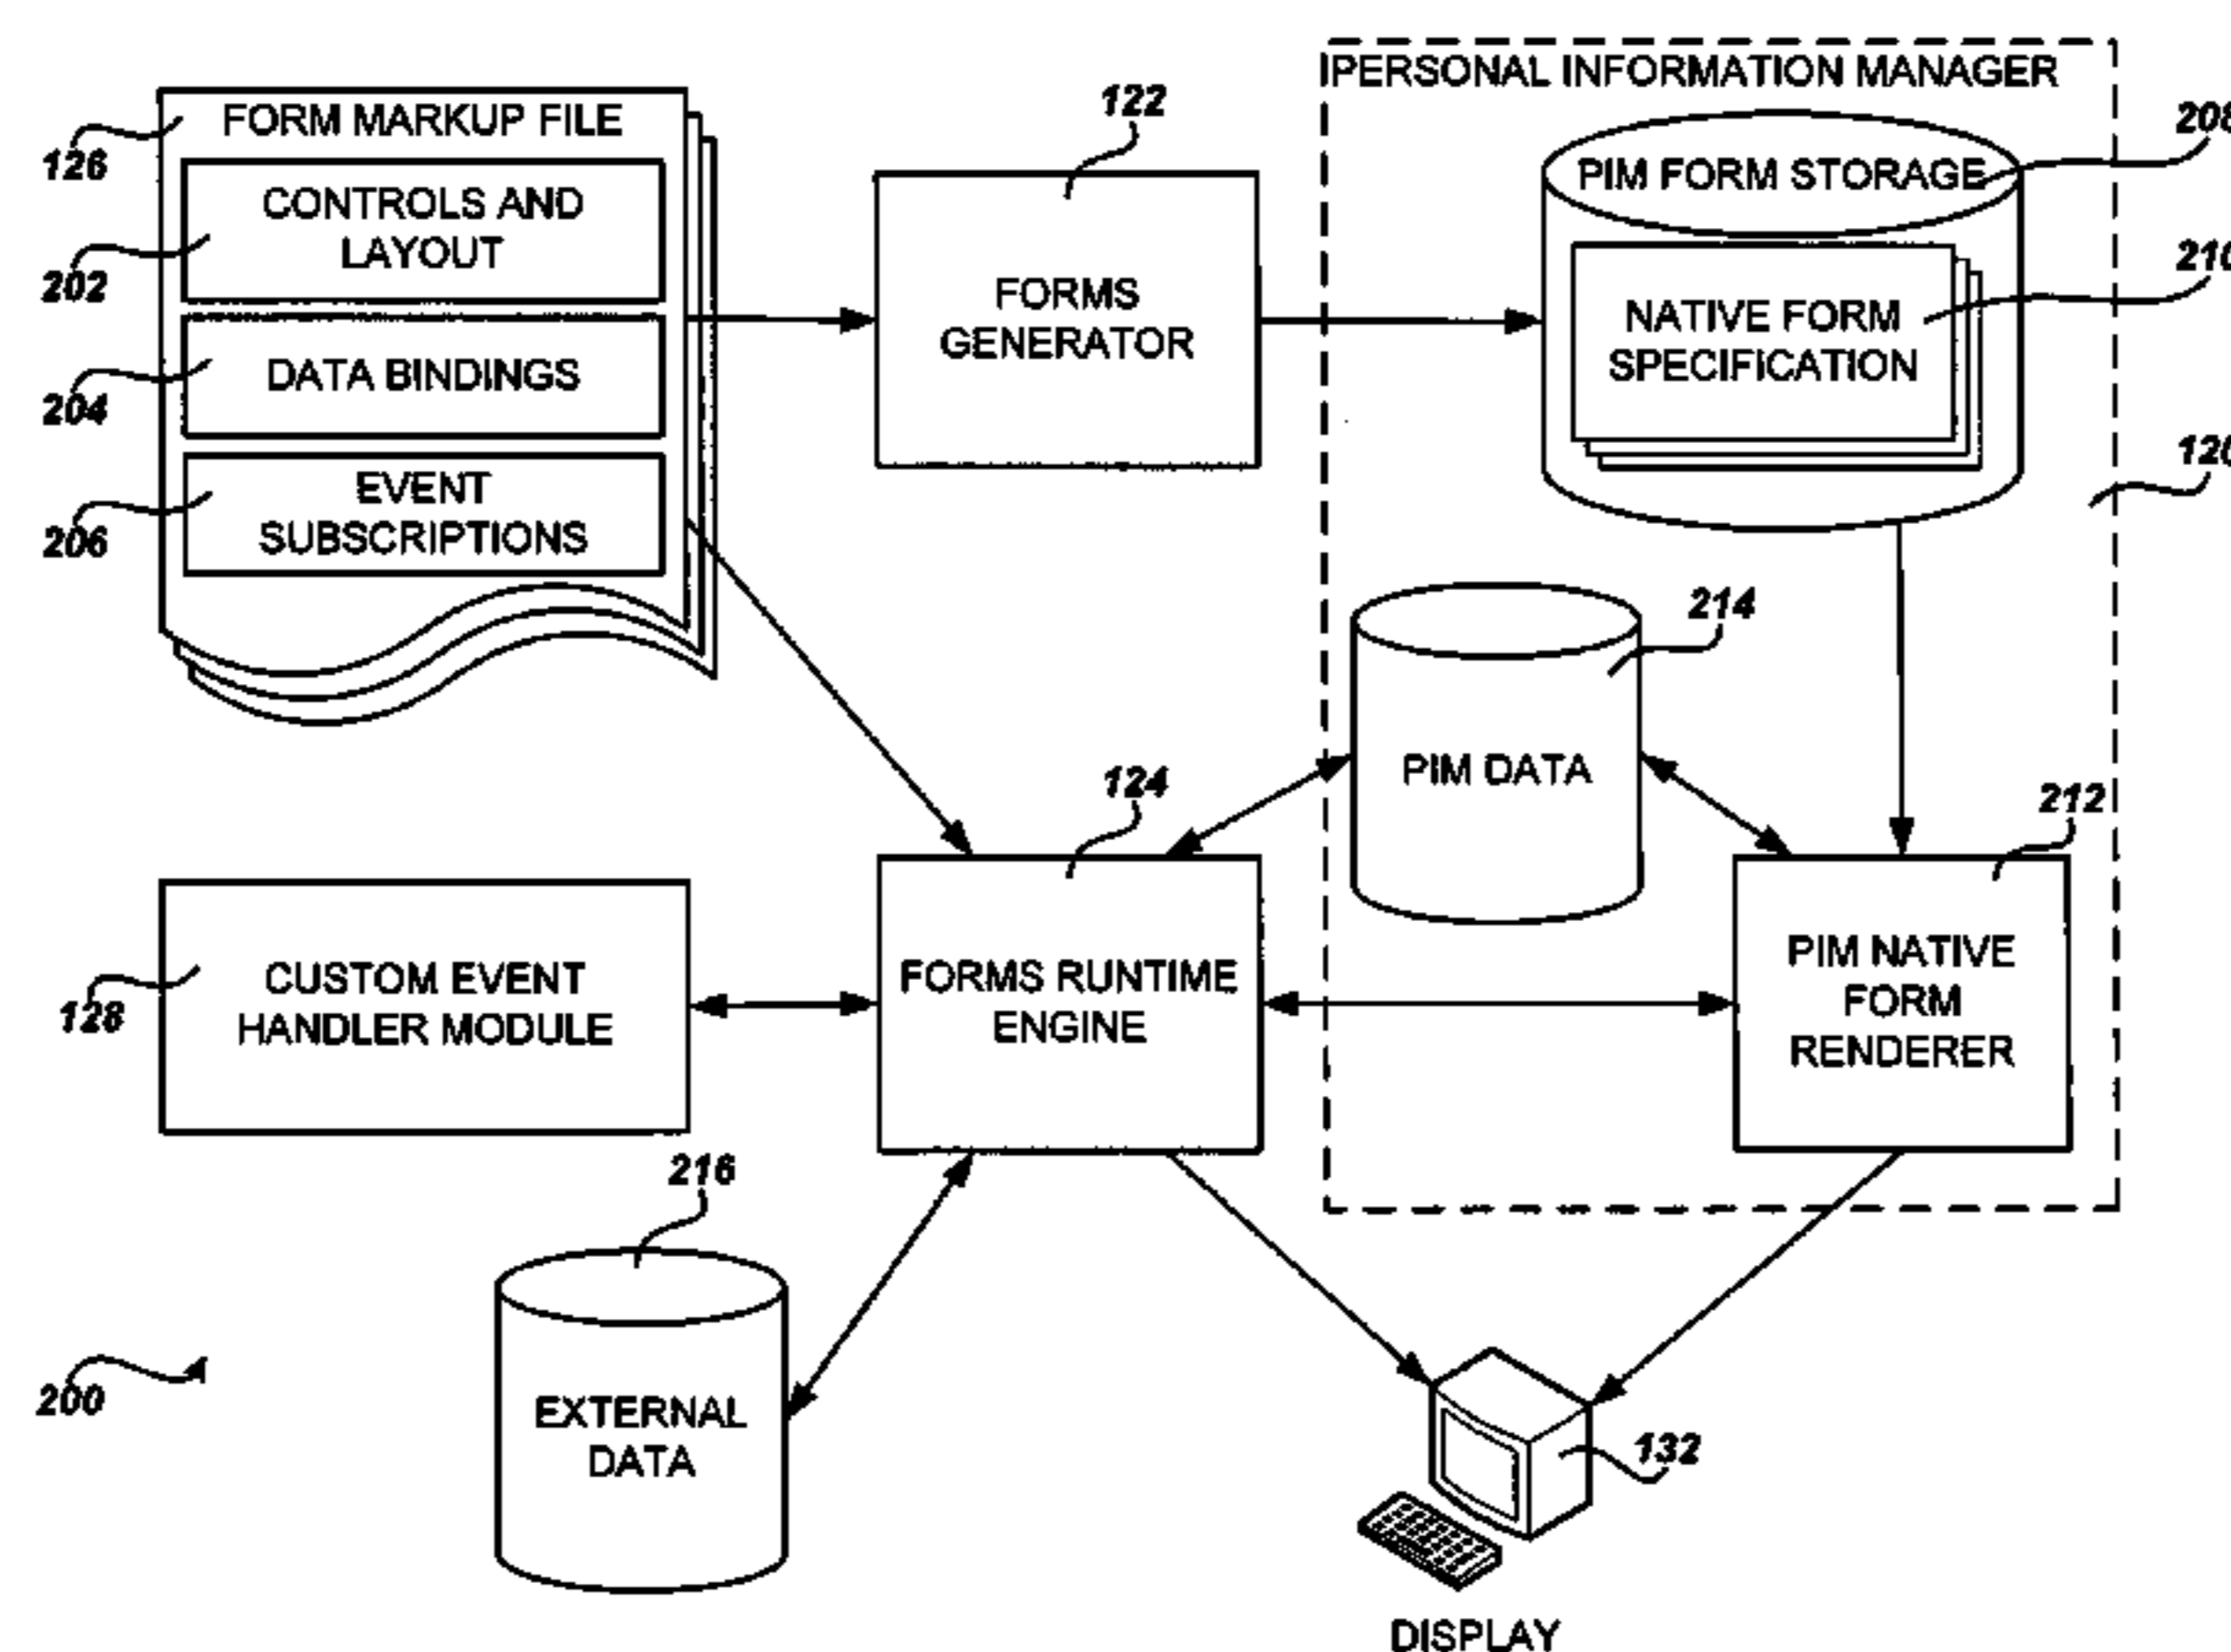 PERSONAL INFORMATION MANAGER
FORM MARKUP FILE
122
208
126
PIM FORM STORAGE
CONTROLS AND
LAYOUT
202
210
FORMS
GENERATOR
NATIVE FORM
SPECIFICATION
DATA BINDINGS
204
120
EVENT
SUBSCRIPTIONS
206
214
PIM DATA
124
212
CUSTOM EVENT
HANDLER MODULE
128
FORMS RUNTIME
ENGINE
PIM NATIVE
FORM
RENDERER
216
200
EXTERNAL
DATA
132
DISPLAY